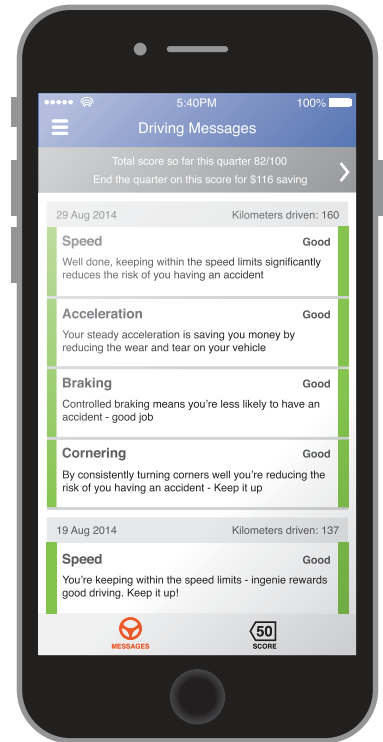 5:40PM
100%
Driving Messages
Total score so far this quarter 82/100
End the quarter on this score for $116 saving
29 Aug 2014 Kilometers driven: 160
Speed Good
Well done, keeping within the speed limits significantly
reduces the risk of you having an accident
Acceleration Good
Your steady acceleration is saving you money by
reducing the wear and tear on your vehicle
Braking Good
Controlled braking means you're less likely to have an
accident - good job
Cornering Good
By consistently turning corners well you're reducing the
risk of you having an accident - Keep it up
19 Aug 2014 Kilometers driven: 137
Speed Good
You're keeping within the speed limits - ingenie rewards
good driving. Keep it up!
50
MESSAGES SCORE